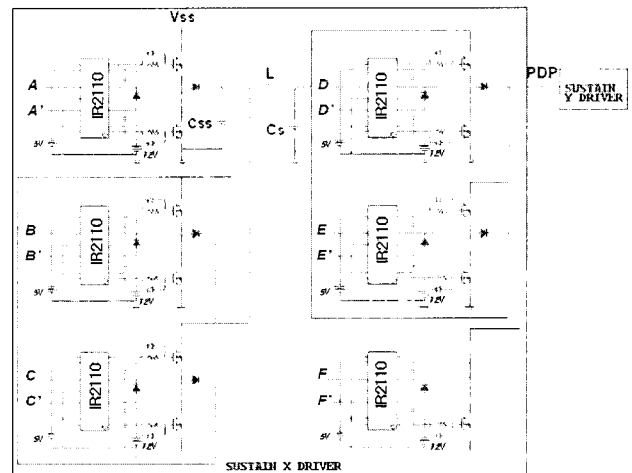 Vss
A
A'
IR2110
5V
12V
Css
L
Cs
D
D'
IR2110
5V
12V
PDP
SUSTAIN
Y DRIVER
B
B'
IR2110
5V
12V
E
E'
IR2110
5V
12V
C
C'
IR2110
5V
12V
F
F'
IR2110
5V
12V
SUSTAIN X DRIVER